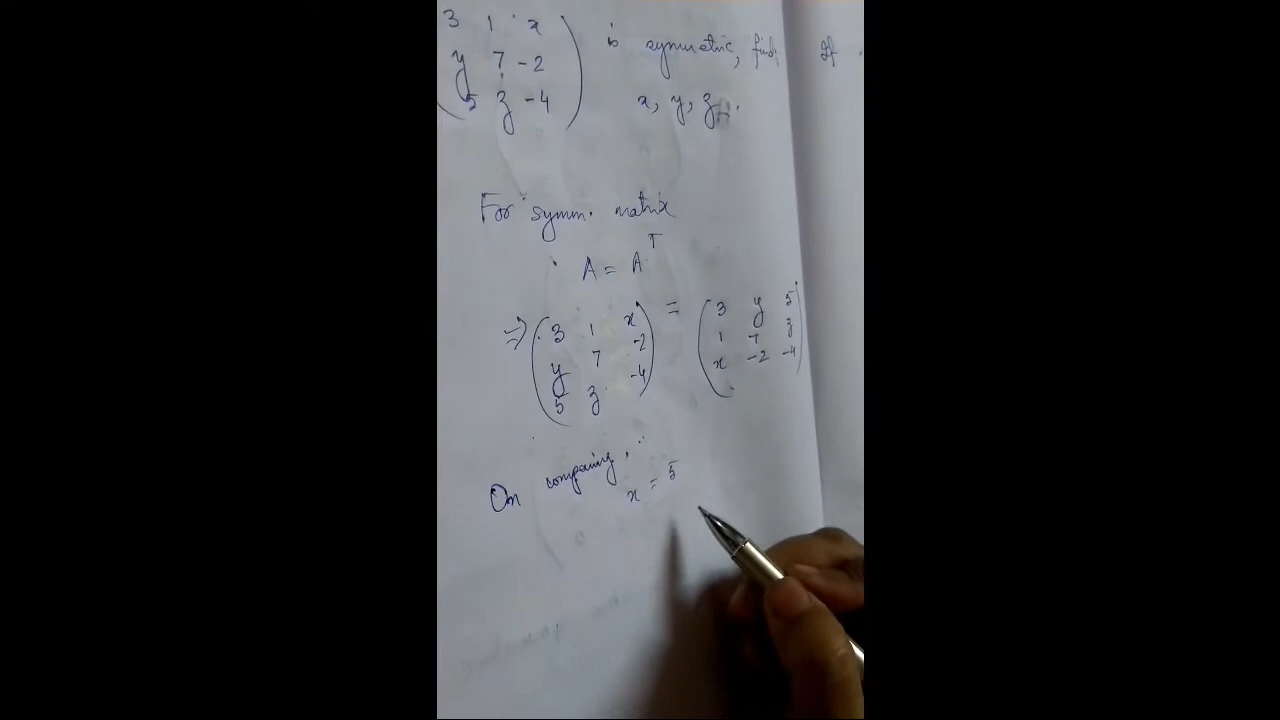 3 1 x is symmetric, find If
y 7 -2
5 z -4 x, y, z.
For symm. matrix
A = A^T
⇒ ( 3 1 x ) = ( 3 y 5 )
( y 7 -2 ) ( 1 7 z )
( 5 z -4 ) ( x -2 -4 )
On comparing,
x = 5